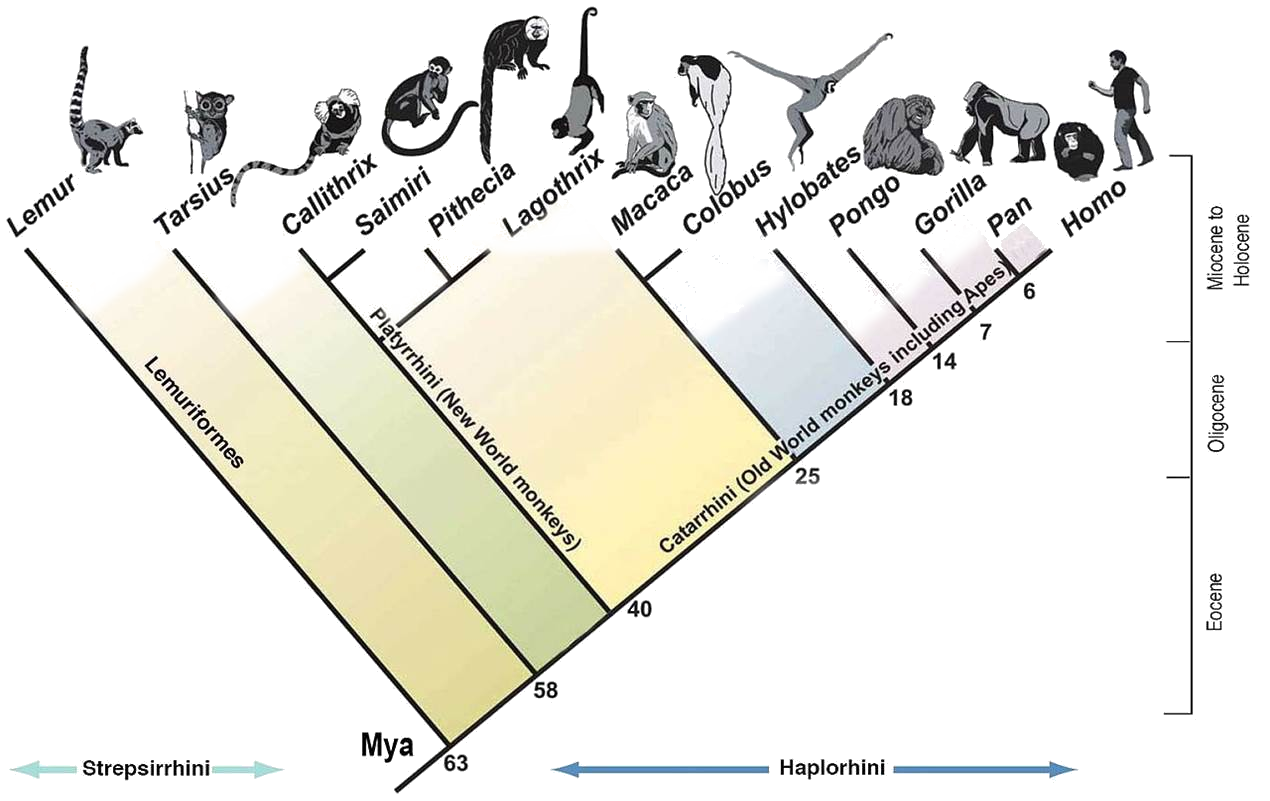 Lemur
Tarsius
Callithrix
Saimiri
Pithecia
Lagothrix
Macaca
Colobus
Hylobates
Pongo
Gorilla
Pan
Homo
Lemuriformes
Platyrrhini (New World monkeys)
Catarrhini (Old World monkeys including Apes)
6
7
14
18
25
40
58
63
Mya
Miocene to
Holocene
Oligocene
Eocene
Strepsirrhini
Haplorhini